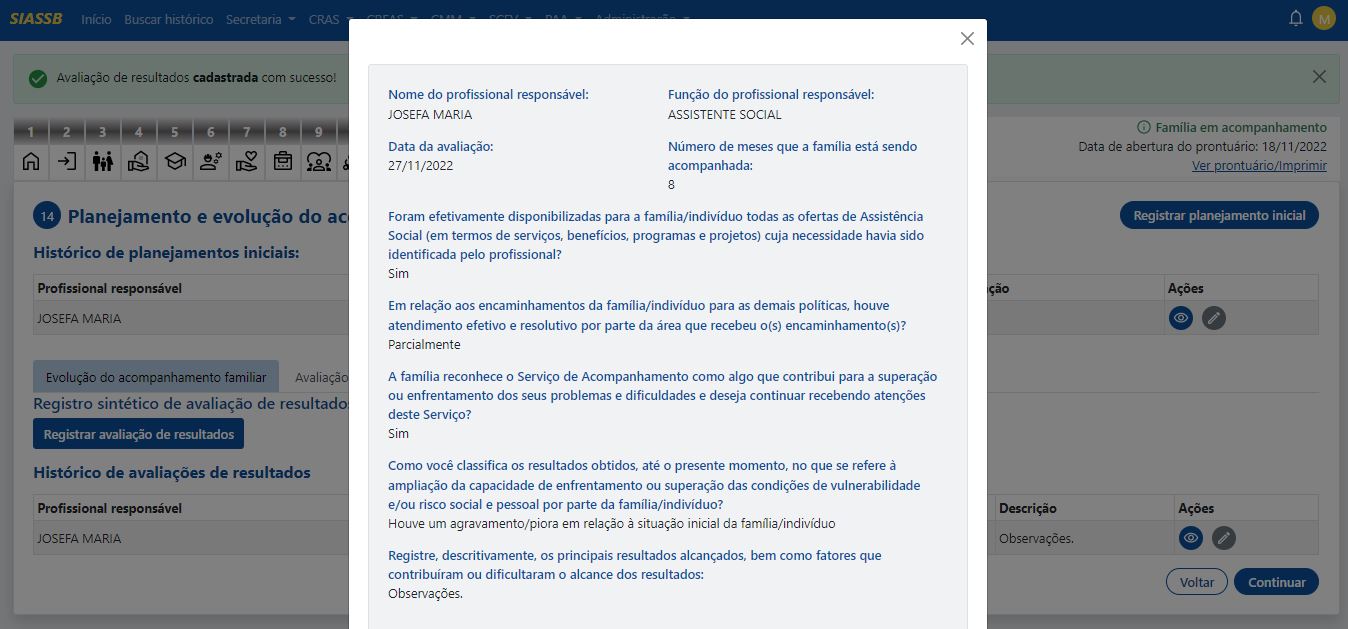 SIASSB Início Buscar histórico Secretaria CRAS CREAS CMM SCFV PAA Administração M
Avaliação de resultados cadastrada com sucesso!
1 2 3 4 5 6 7 8 9
Família em acompanhamento
Data de abertura do prontuário: 18/11/2022
Ver prontuário/Imprimir
14 Planejamento e evolução do
Registrar planejamento inicial
Histórico de planejamentos iniciais:
Profissional responsável
Ações
JOSEFA MARIA
Evolução do acompanhamento familiar Avaliação
Registro sintético de avaliação de resultados
Registrar avaliação de resultados
Histórico de avaliações de resultados
Profissional responsável Descrição Ações
JOSEFA MARIA Observações.
Voltar Continuar
Nome do profissional responsável:
JOSEFA MARIA
Função do profissional responsável:
ASSISTENTE SOCIAL
Data da avaliação:
27/11/2022
Número de meses que a família está sendo
acompanhada:
8
Foram efetivamente disponibilizadas para a família/indivíduo todas as ofertas de Assistência
Social (em termos de serviços, benefícios, programas e projetos) cuja necessidade havia sido
identificada pelo profissional?
Sim
Em relação aos encaminhamentos da família/indivíduo para as demais políticas, houve
atendimento efetivo e resolutivo por parte da área que recebeu o(s) encaminhamento(s)?
Parcialmente
A família reconhece o Serviço de Acompanhamento como algo que contribui para a superação
ou enfrentamento dos seus problemas e dificuldades e deseja continuar recebendo atenções
deste Serviço?
Sim
Como você classifica os resultados obtidos, até o presente momento, no que se refere à
ampliação da capacidade de enfrentamento ou superação das condições de vulnerabilidade
e/ou risco social e pessoal por parte da família/indivíduo?
Houve um agravamento/piora em relação à situação inicial da família/indivíduo
Registre, descritivamente, os principais resultados alcançados, bem como fatores que
contribuíram ou dificultaram o alcance dos resultados:
Observações.